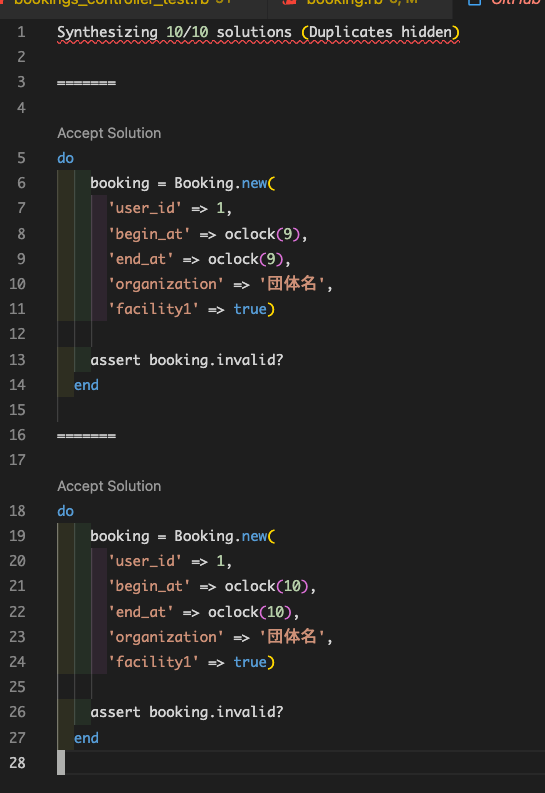 bookings_controller_test.rb 9+
booking.rb 9, M
GitHub
1 Synthesizing 10/10 solutions (Duplicates hidden)
2
3 =======
4
Accept Solution
5 do
6 booking = Booking.new(
7 'user_id' => 1,
8 'begin_at' => oclock(9),
9 'end_at' => oclock(9),
10 'organization' => '団体名',
11 'facility1' => true)
12
13 assert booking.invalid?
14 end
15
16 =======
17
Accept Solution
18 do
19 booking = Booking.new(
20 'user_id' => 1,
21 'begin_at' => oclock(10),
22 'end_at' => oclock(10),
23 'organization' => '団体名',
24 'facility1' => true)
25
26 assert booking.invalid?
27 end
28